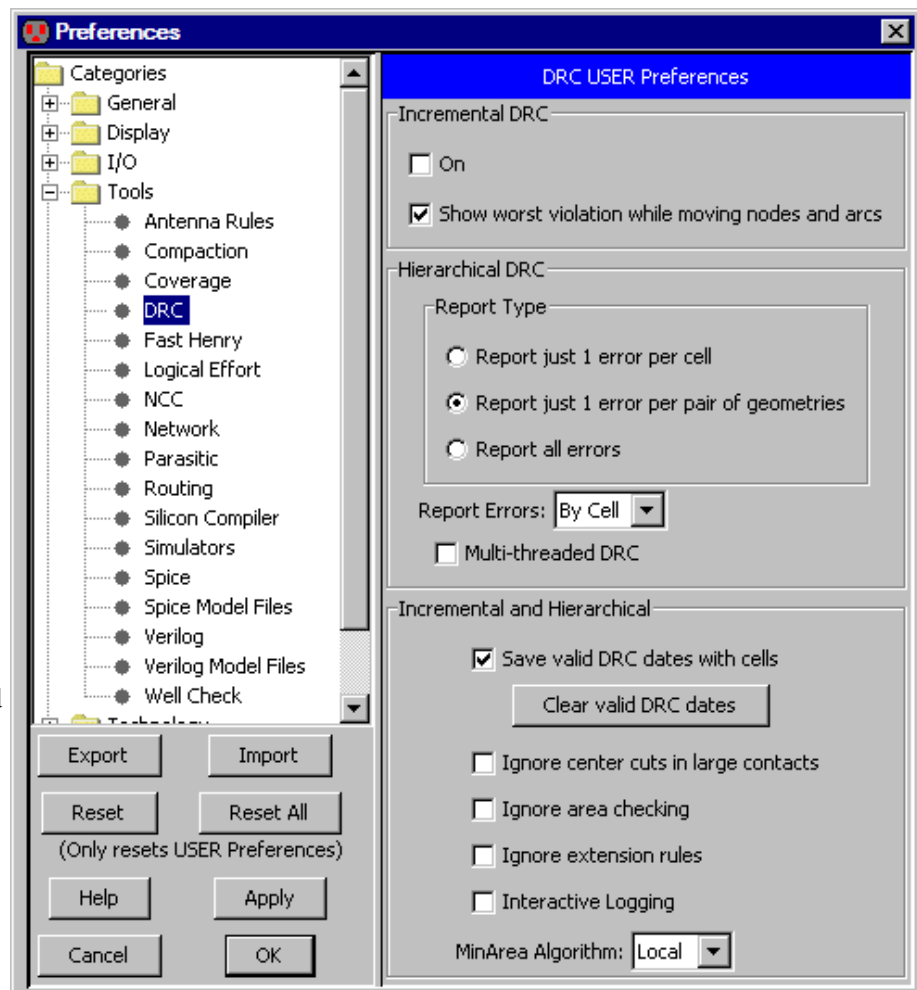 Preferences
Categories
General
Display
I/O
Tools
Antenna Rules
Compaction
Coverage
DRC
Fast Henry
Logical Effort
NCC
Network
Parasitic
Routing
Silicon Compiler
Simulators
Spice
Spice Model Files
Verilog
Verilog Model Files
Well Check
Export
Import
Reset
Reset All
(Only resets USER Preferences)
Help
Apply
Cancel
OK
DRC USER Preferences
Incremental DRC
On
Show worst violation while moving nodes and arcs
Hierarchical DRC
Report Type
Report just 1 error per cell
Report just 1 error per pair of geometries
Report all errors
Report Errors: By Cell
Multi-threaded DRC
Incremental and Hierarchical
Save valid DRC dates with cells
Clear valid DRC dates
Ignore center cuts in large contacts
Ignore area checking
Ignore extension rules
Interactive Logging
MinArea Algorithm: Local